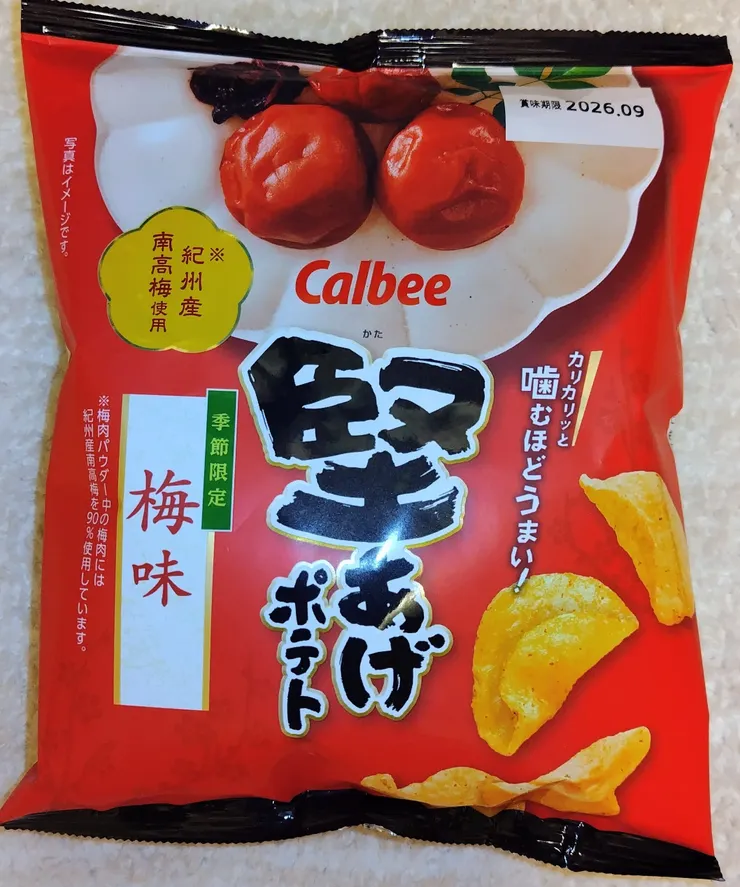 賞味期限 2026.09
写真はイメージです。
※紀州産
南高梅使用
Calbee
かた
堅あげ
ポテト
カリカリッと
噛むほどうまい!
季節限定
梅味
※梅肉パウダー中の梅肉には
紀州産南高梅を90%使用しています。